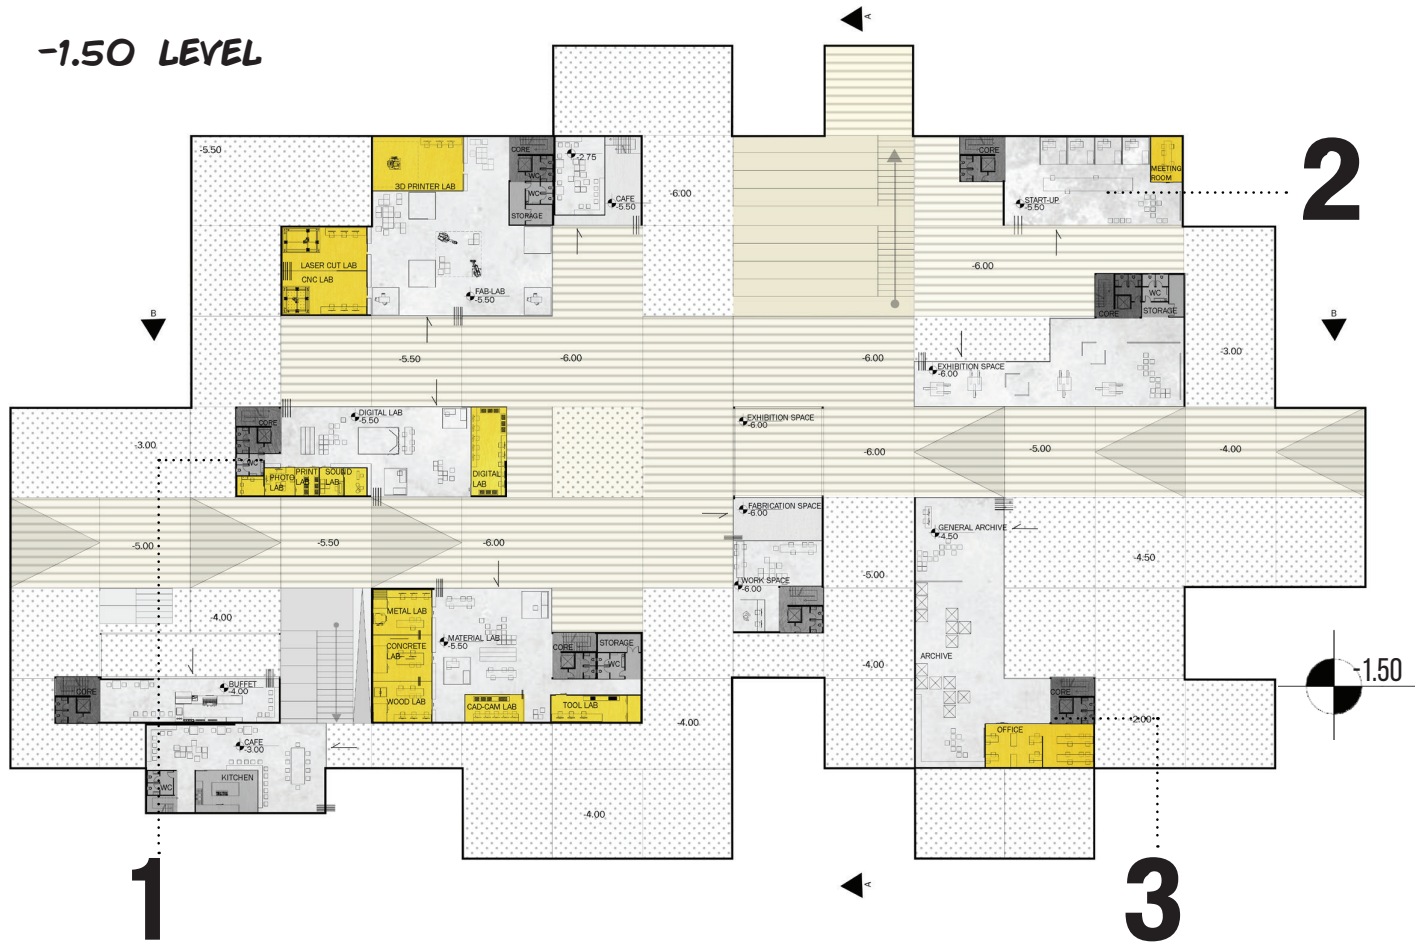 -1.50 LEVEL
A
-5.50
CORE
WC
WC
STORAGE
3D PRINTER LAB
-2.75
CAFE
-5.50
-6.00
CORE
MEETING
ROOM
START-UP
-5.50
2
LASER CUT LAB
CNC LAB
FAB-LAB
-5.50
-6.00
WC
CORE
STORAGE
B
B
-5.50
-6.00
-6.00
EXHIBITION SPACE
-6.00
-3.00
CORE
DIGITAL LAB
-5.50
EXHIBITION SPACE
-6.00
-3.00
WC
PHOTO
LAB
PRINT
LAB
SOUND
LAB
DIGITAL
LAB
-6.00
-5.00
-4.00
FABRICATION SPACE
-6.00
GENERAL ARCHIVE
-4.50
-5.00
-5.50
-6.00
-4.50
-5.00
WORK SPACE
-6.00
METAL LAB
CONCRETE
LAB
WOOD LAB
MATERIAL LAB
-5.50
CORE
STORAGE
WC
-4.00
ARCHIVE
-4.00
-1.50
CORE
BUFFET
-4.00
CAD-CAM LAB
TOOL LAB
-4.00
CORE
-2.00
OFFICE
CAFE
-3.00
KITCHEN
WC
-4.00
A
1
3